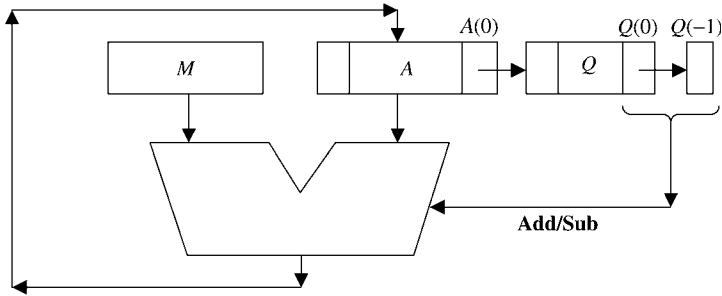 A(0)
Q(0)
Q(−1)
M
A
Q
Add/Sub